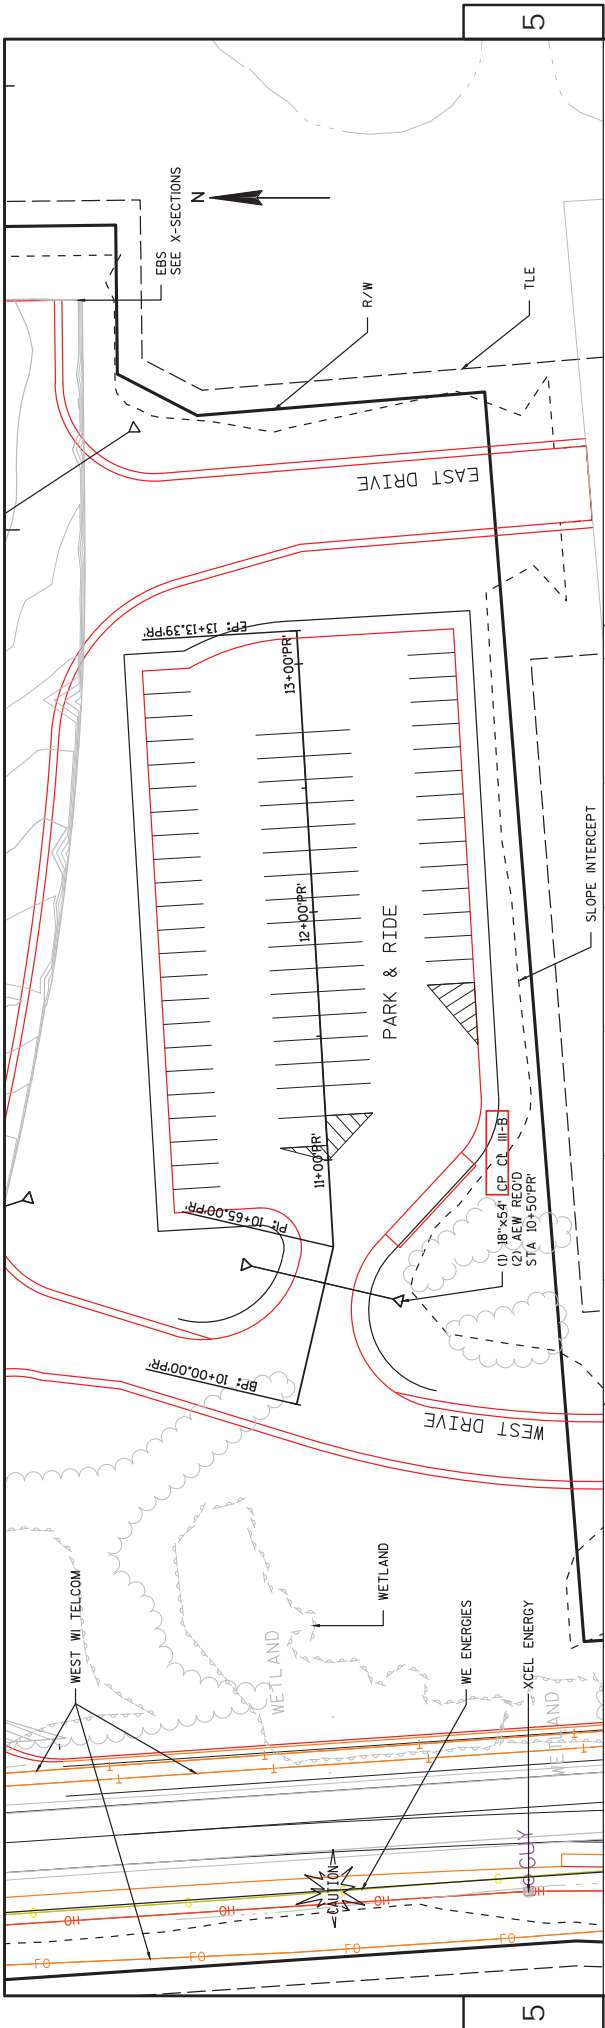 5
EBS
SEE X-SECTIONS
N
R/W
TLE
EAST DRIVE
EP: 13+13.39'PR'
13+00'PR'
12+00'PR'
PARK & RIDE
SLOPE INTERCEPT
11+00'PR'
PI: 10+65.00'PR'
(1) 18"x54' CP CL III-B
(2) AEW REQ'D
STA 10+50'PR'
BP: 10+00.00'PR'
WEST DRIVE
WEST WI TELCOM
WETLAND
WETLAND
WE ENERGIES
XCEL ENERGY
WETLAND
T
T
T
T
T
T
GUY
CAUTION
G
G
G
OH
OH
OH
OH
FO
FO
FO
FO
5